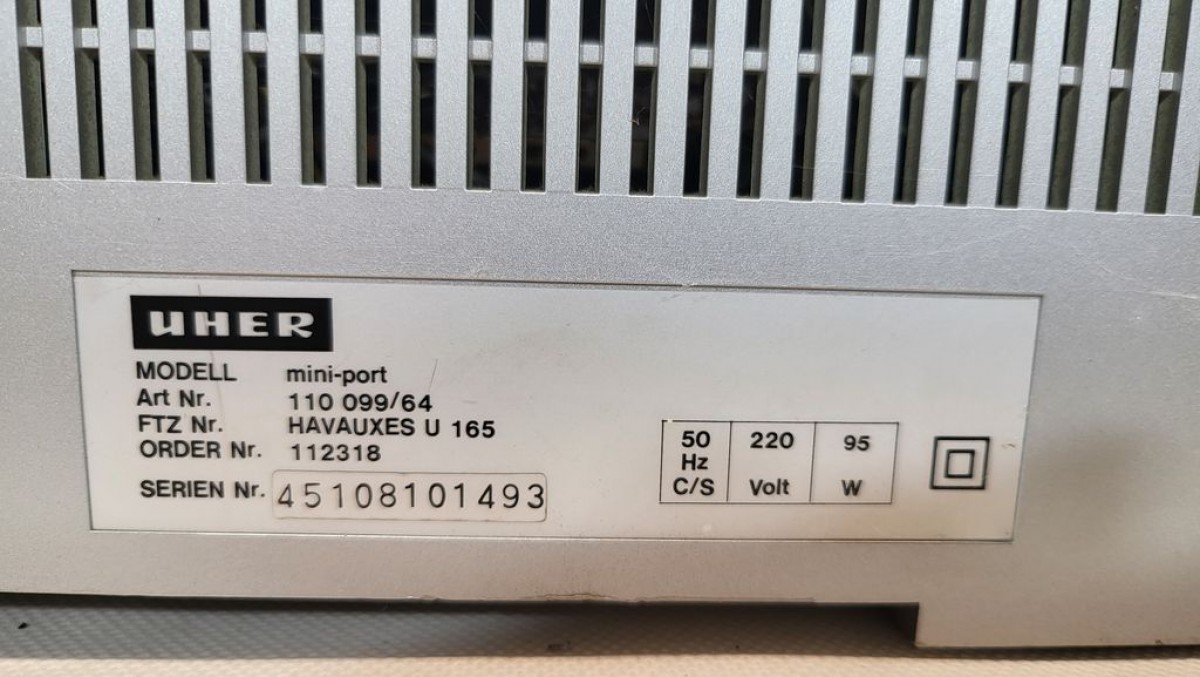 UHER
MODELL mini-port
Art Nr. 110 099/64
FTZ Nr. HAVAUXES U 165
ORDER Nr. 112318
SERIEN Nr. 45108101493
50 Hz C/S
220 Volt
95 W